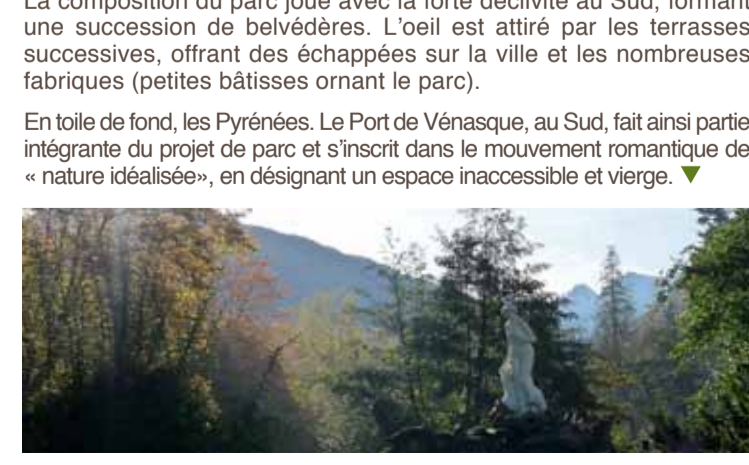 La composition du parc joue avec la forte déclivité au Sud, formant
une succession de belvédères. L'oeil est attiré par les terrasses
successives, offrant des échappées sur la ville et les nombreuses
fabriques (petites bâtisses ornant le parc).
En toile de fond, les Pyrénées. Le Port de Vénasque, au Sud, fait ainsi partie
intégrante du projet de parc et s'inscrit dans le mouvement romantique de
« nature idéalisée», en désignant un espace inaccessible et vierge. ▼